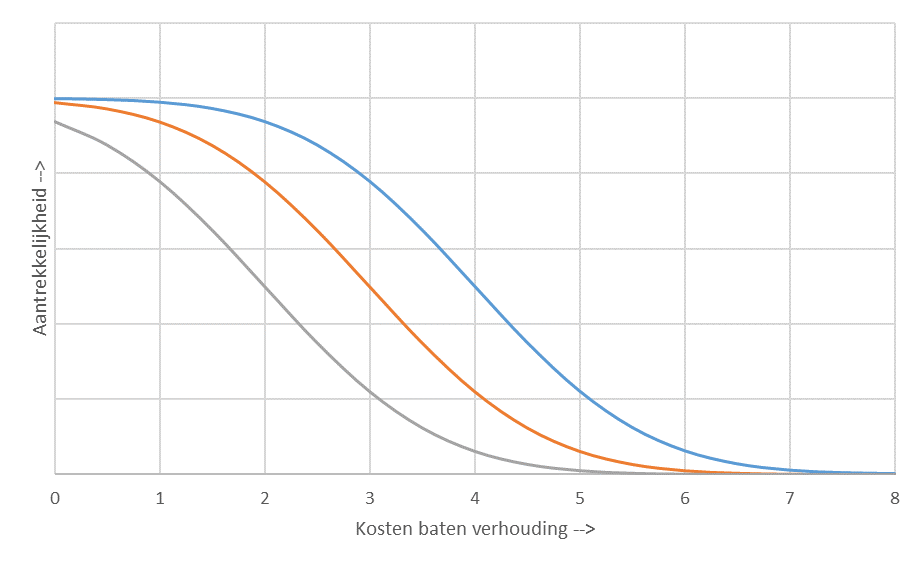 Aantrekkelijkheid -->
0 1 2 3 4 5 6 7 8
Kosten baten verhouding -->